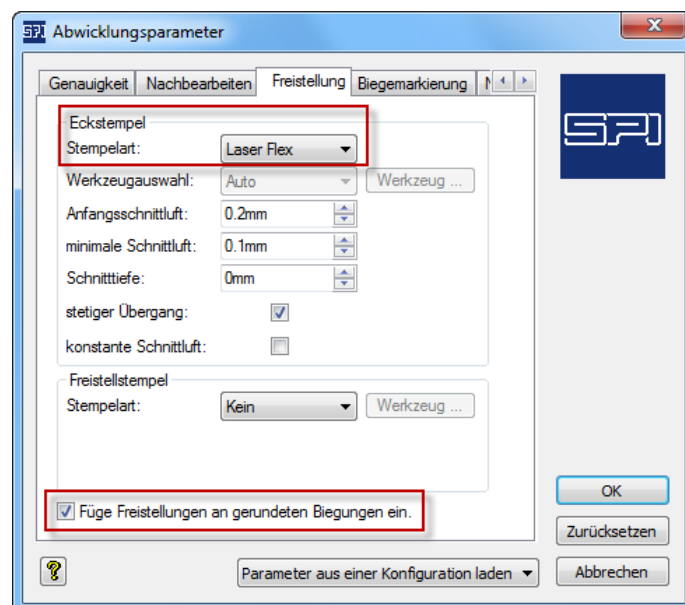 SPI Abwicklungsparameter
Genauigkeit Nachbearbeiten Freistellung Biegemarkierung
SPI
Eckstempel
Stempelart: Laser Flex
Werkzeugauswahl: Auto Werkzeug ...
Anfangsschnittluft: 0.2mm
minimale Schnittluft: 0.1mm
Schnitttiefe: 0mm
stetiger Übergang:
konstante Schnittluft:
Freistellstempel
Stempelart: Kein Werkzeug ...
Füge Freistellungen an gerundeten Biegungen ein.
OK
Zurücksetzen
Parameter aus einer Konfiguration laden Abbrechen